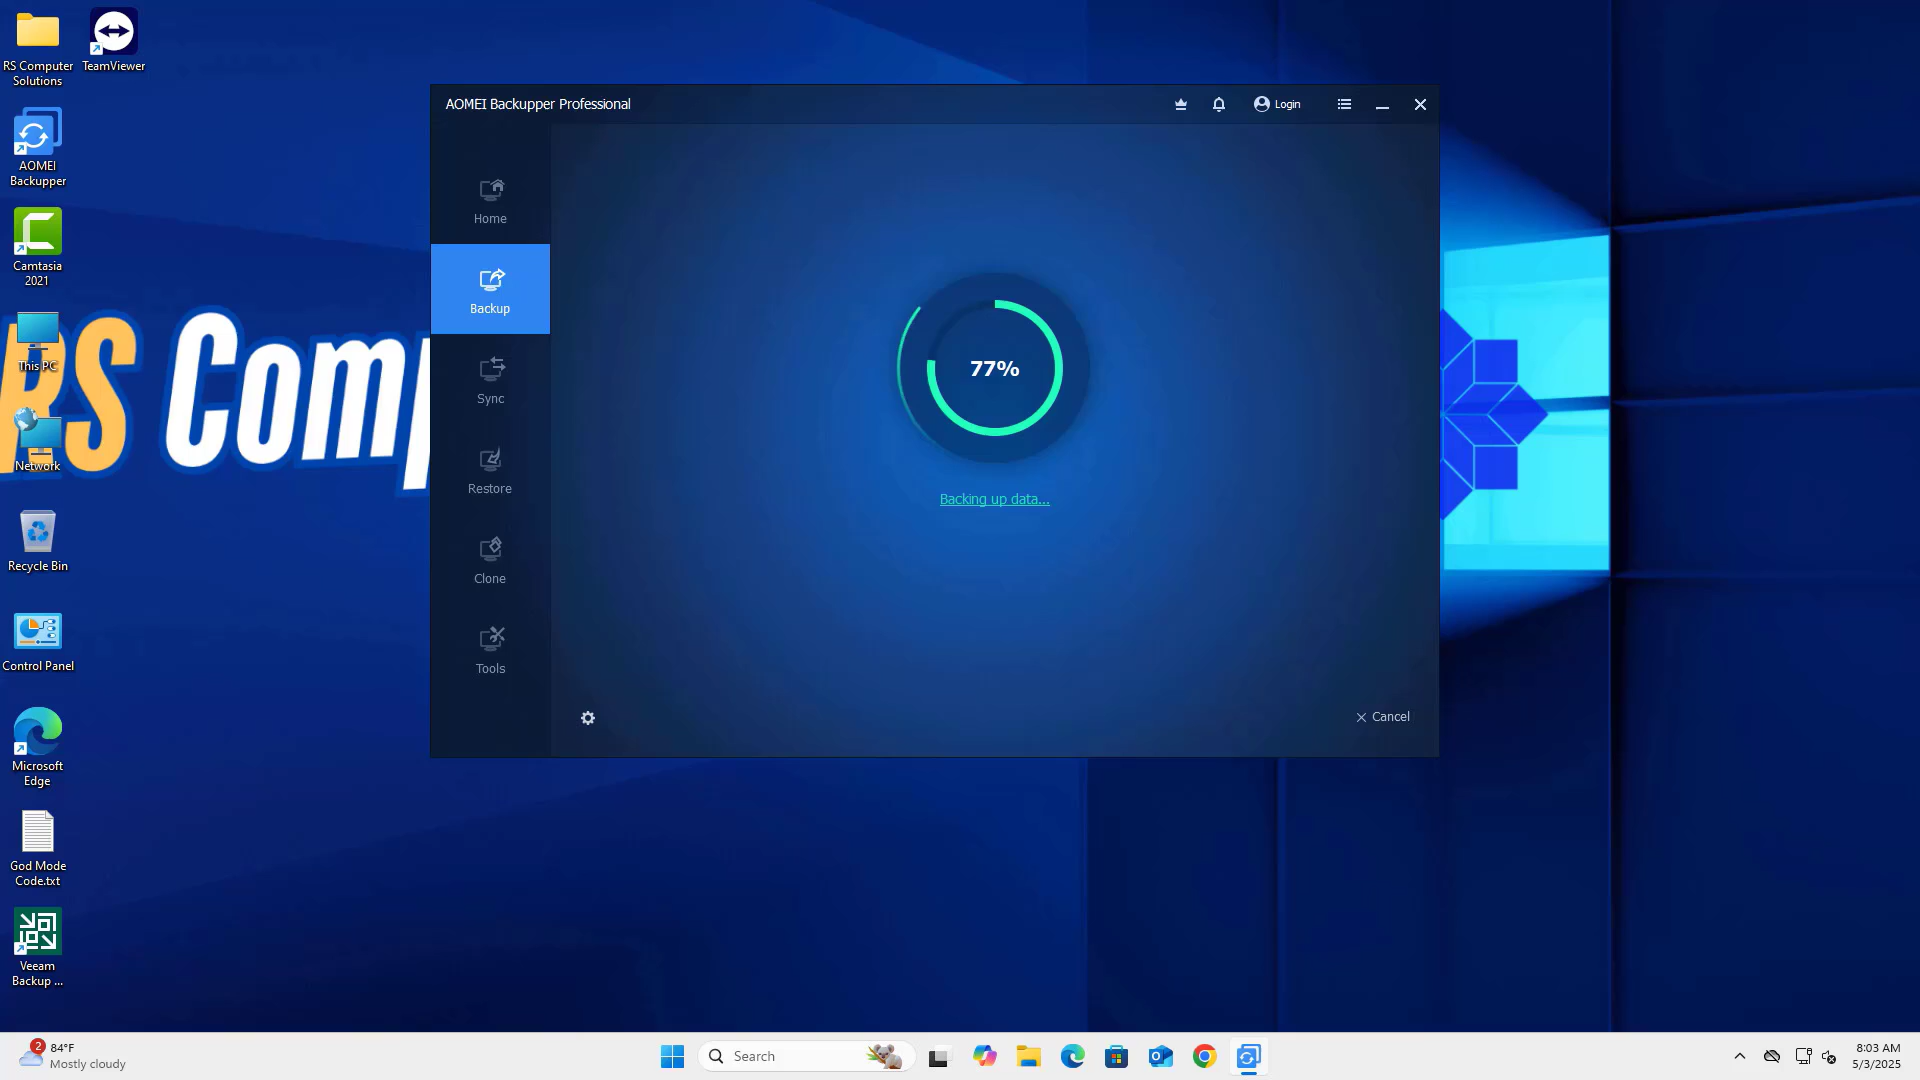 RS Computer
Solutions
TeamViewer
AOMEI
Backupper
Camtasia
2021
This PC
Network
Recycle Bin
Control Panel
Microsoft
Edge
God Mode
Code.txt
Veeam
Backup ...
RS Comp
AOMEI Backupper Professional
Login
Home
Backup
Sync
Restore
Clone
Tools
77%
Backing up data...
Cancel
2
84°F
Mostly cloudy
Search
8:03 AM
5/3/2025